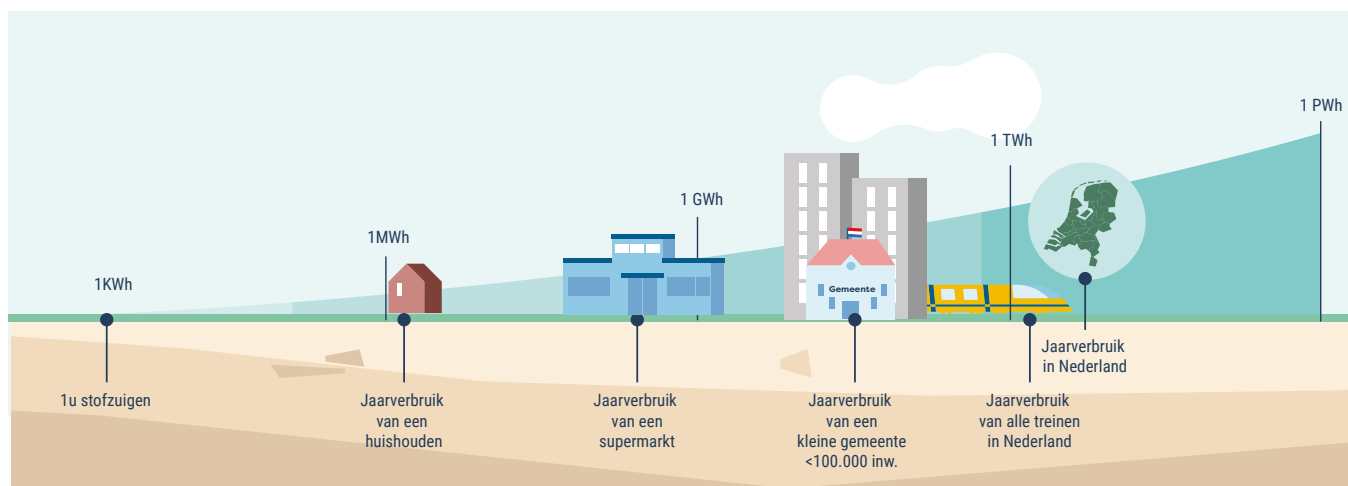 1 PWh
1 TWh
1 GWh
1MWh
1KWh
Gemeente
Jaarverbruik
in Nederland
1u stofzuigen
Jaarverbruik
van een
huishouden
Jaarverbruik
van een
supermarkt
Jaarverbruik
van een
kleine gemeente
<100.000 inw.
Jaarverbruik
van alle treinen
in Nederland